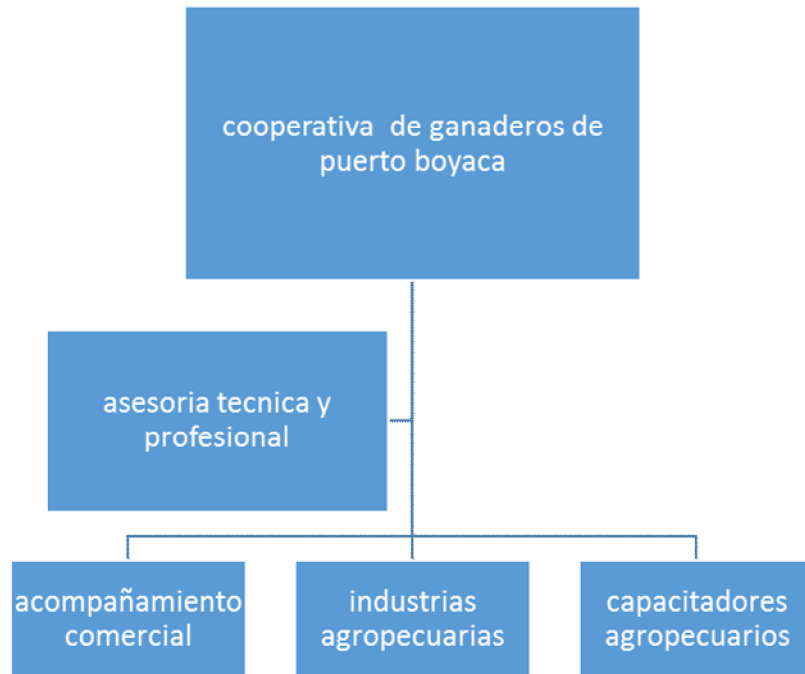 cooperativa de ganaderos de
puerto boyaca
asesoria tecnica y
profesional
acompañamiento
comercial
industrias
agropecuarias
capacitadores
agropecuarios